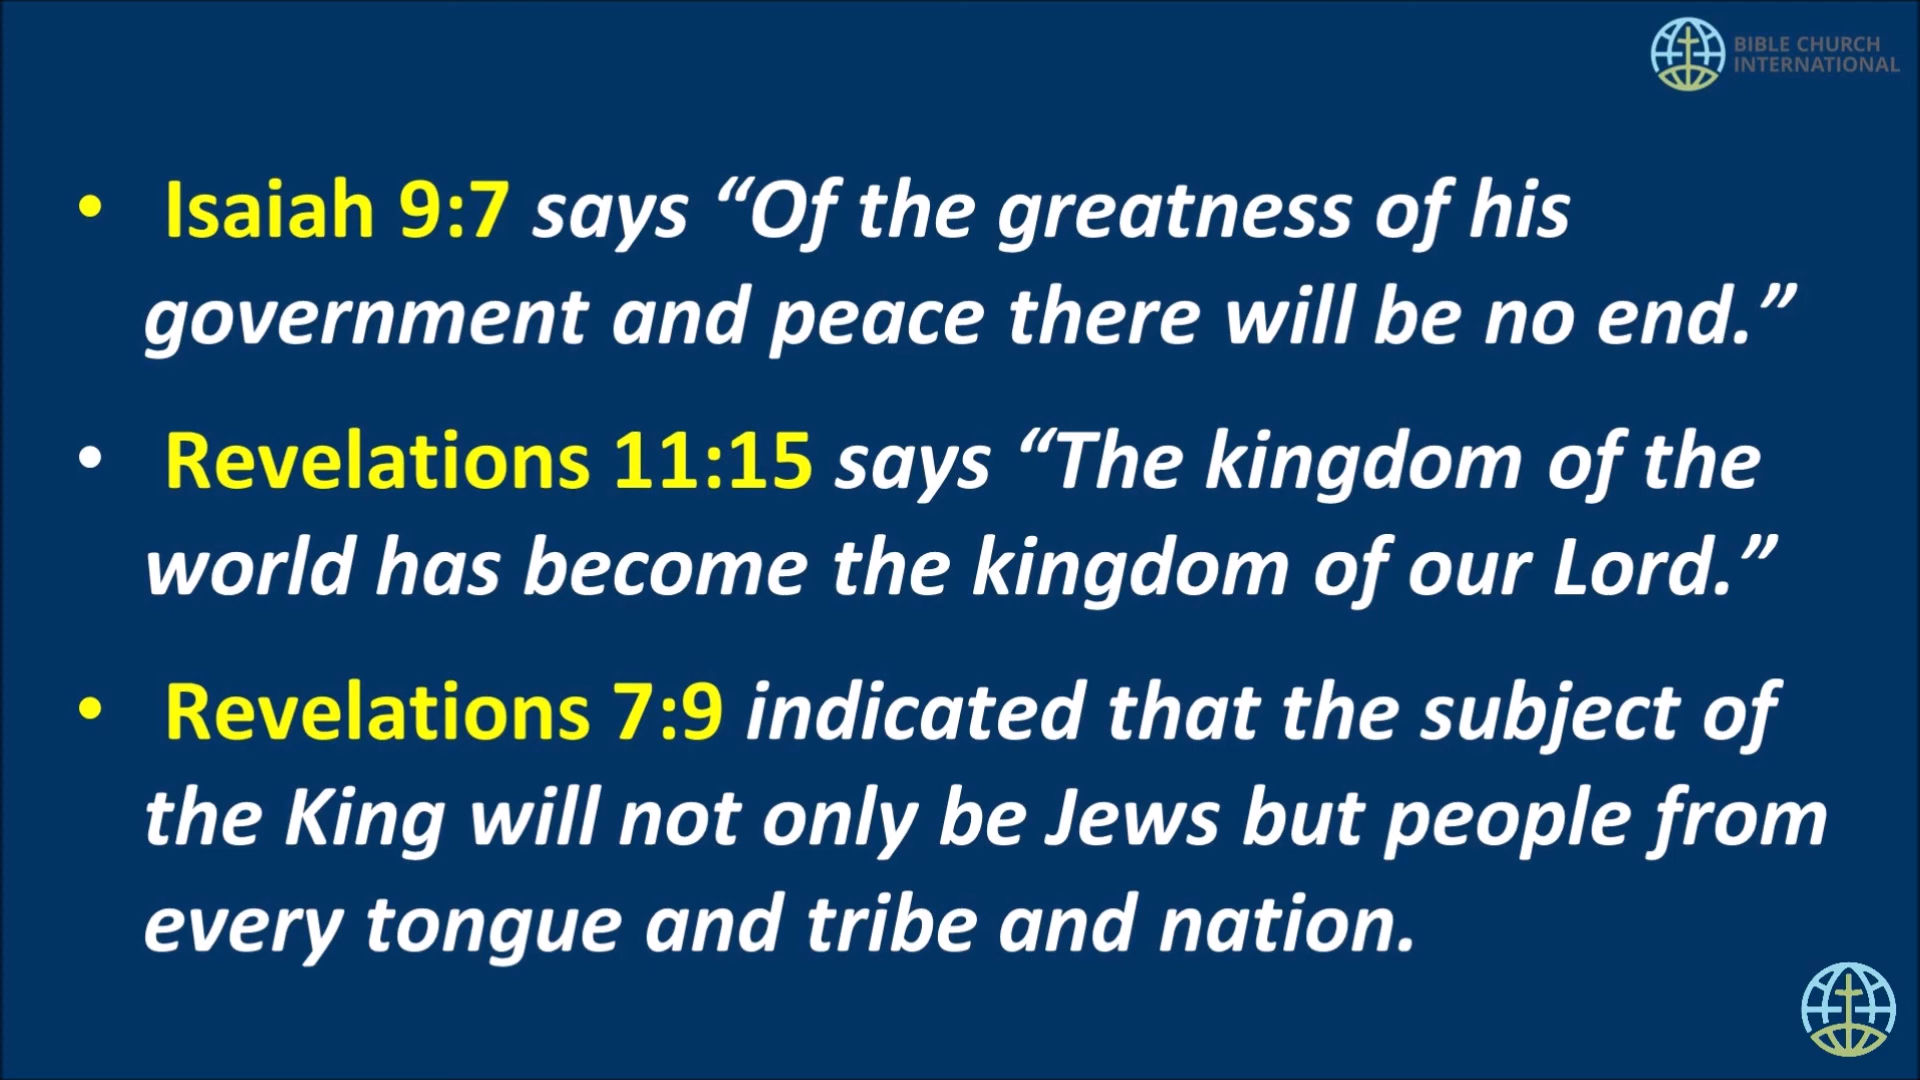 BIBLE CHURCH
INTERNATIONAL
• Isaiah 9:7 says “Of the greatness of his
government and peace there will be no end.”
• Revelations 11:15 says “The kingdom of the
world has become the kingdom of our Lord.”
• Revelations 7:9 indicated that the subject of
the King will not only be Jews but people from
every tongue and tribe and nation.